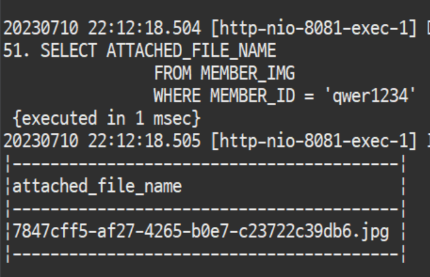 20230710 22:12:18.504 [http-nio-8081-exec-1]
51. SELECT ATTACHED_FILE_NAME
FROM MEMBER_IMG
WHERE MEMBER_ID = 'qwer1234'
{executed in 1 msec}
20230710 22:12:18.505 [http-nio-8081-exec-1]
|----------------------------------------|
|attached_file_name |
|----------------------------------------|
|7847cff5-af27-4265-b0e7-c23722c39db6.jpg |
|----------------------------------------|